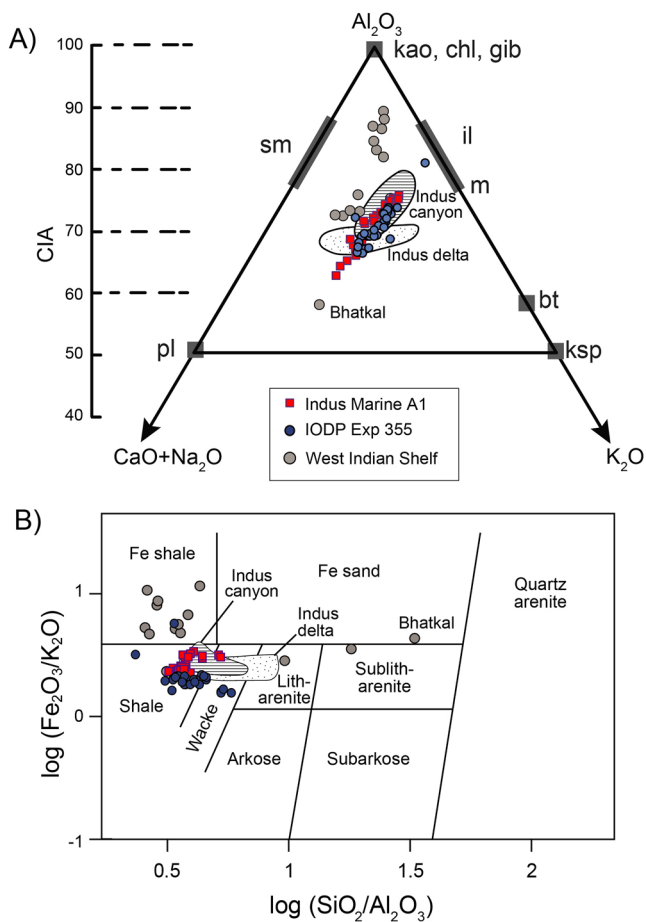 A)
Al2O3
kao, chl, gib
100
90
80
70
60
50
40
CIA
sm
il
m
Indus
canyon
Indus delta
Bhatkal
bt
pl
ksp
CaO+Na2O
K2O
Indus Marine A1
IODP Exp 355
West Indian Shelf
B)
Fe shale
Indus
canyon
Fe sand
Indus
delta
Quartz
arenite
Bhatkal
Lith-
arenite
Sublith-
arenite
Shale
Wacke
Arkose
Subarkose
log (Fe2O3/K2O)
1
0
-1
0.5
1
1.5
2
log (SiO2/Al2O3)